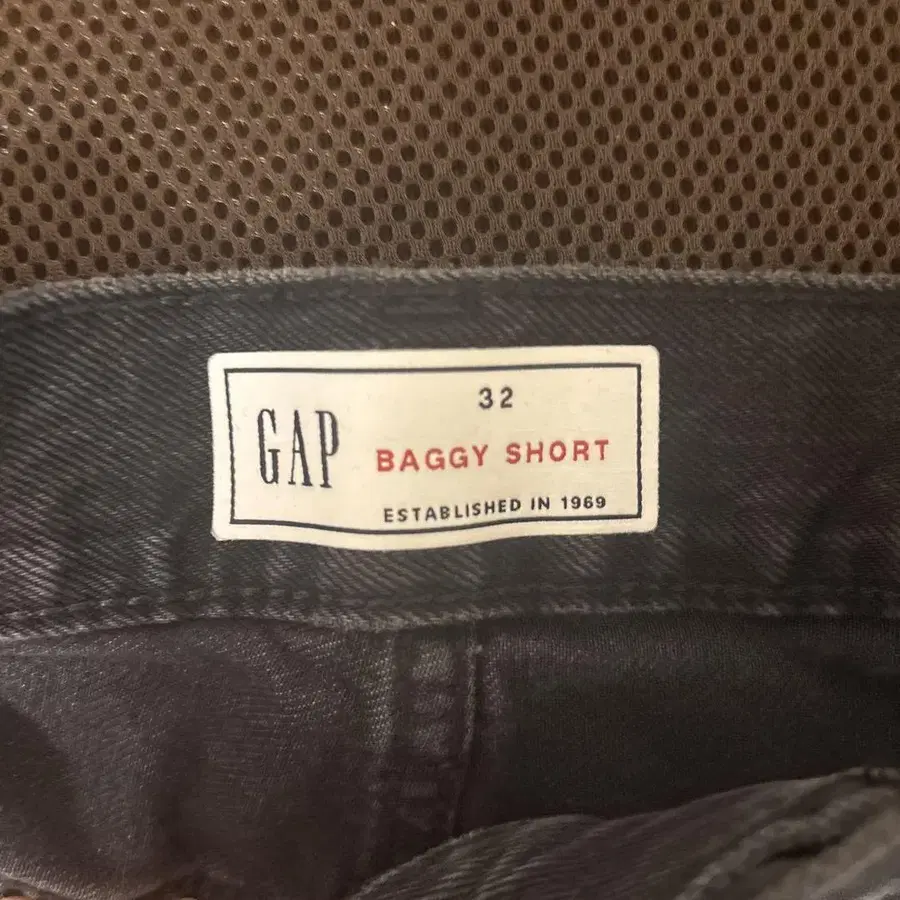 32
GAP
BAGGY SHORT
ESTABLISHED IN 1969